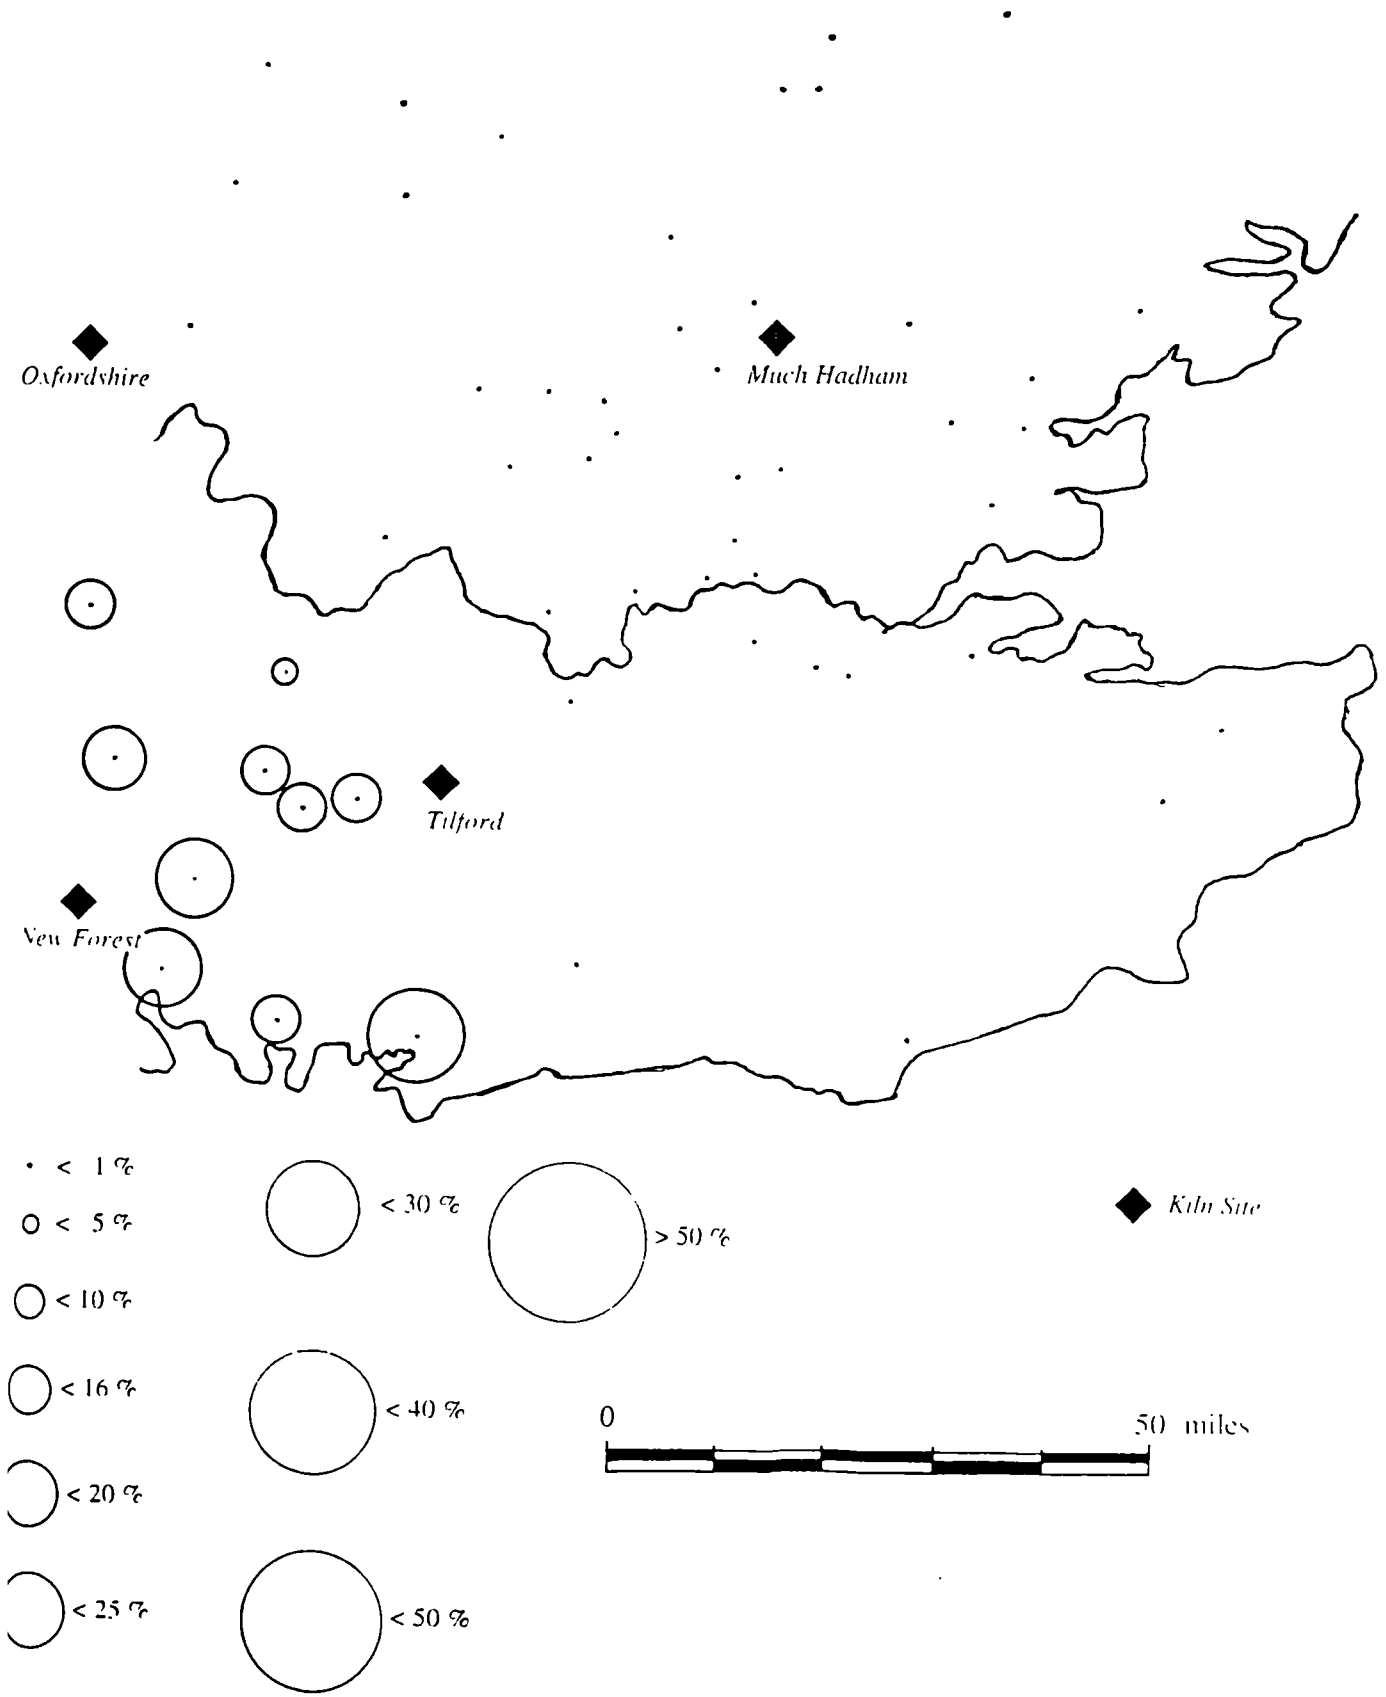 Oxfordshire
Much Hadham
Tilford
New Forest
< 1 %
< 5 %
< 10 %
< 16 %
< 20 %
< 25 %
< 30 %
< 40 %
< 50 %
> 50 %
Kiln Site
0 50 miles